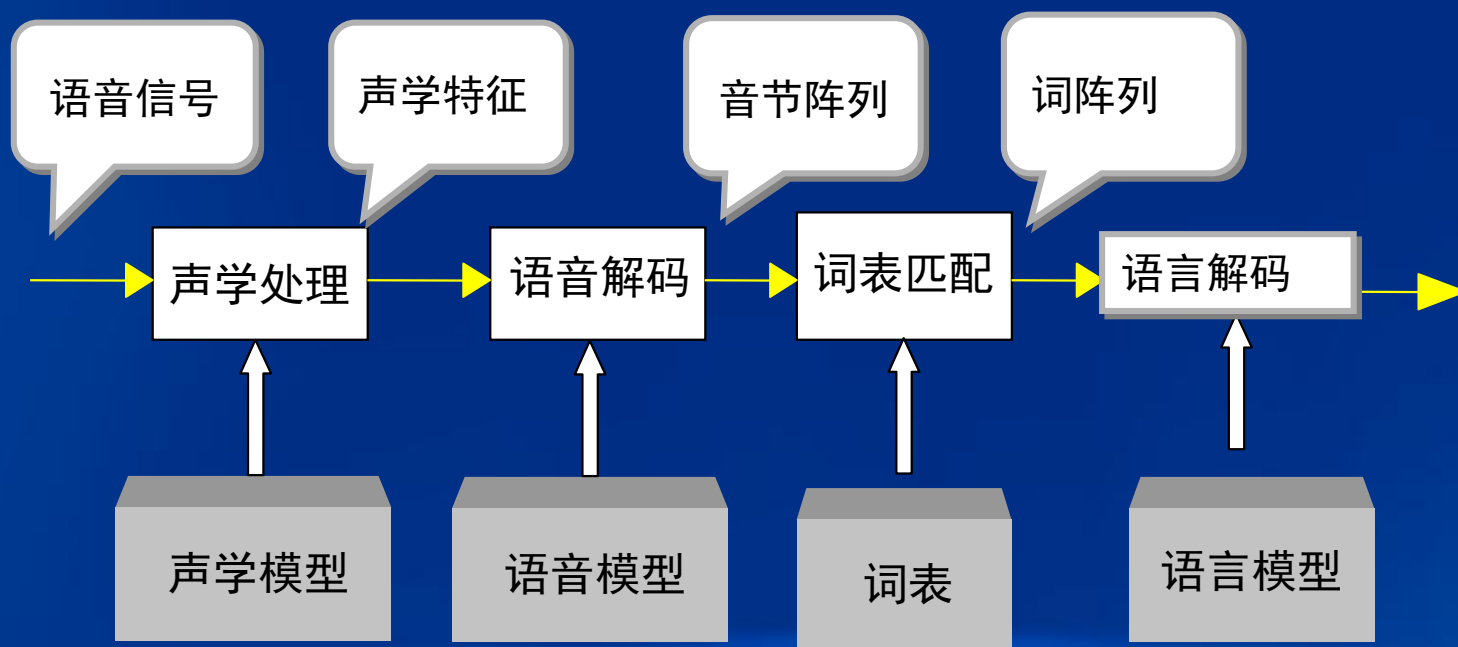 语音信号
声学特征
音节阵列
词阵列
声学处理
语音解码
词表匹配
语言解码
声学模型
语音模型
词表
语言模型